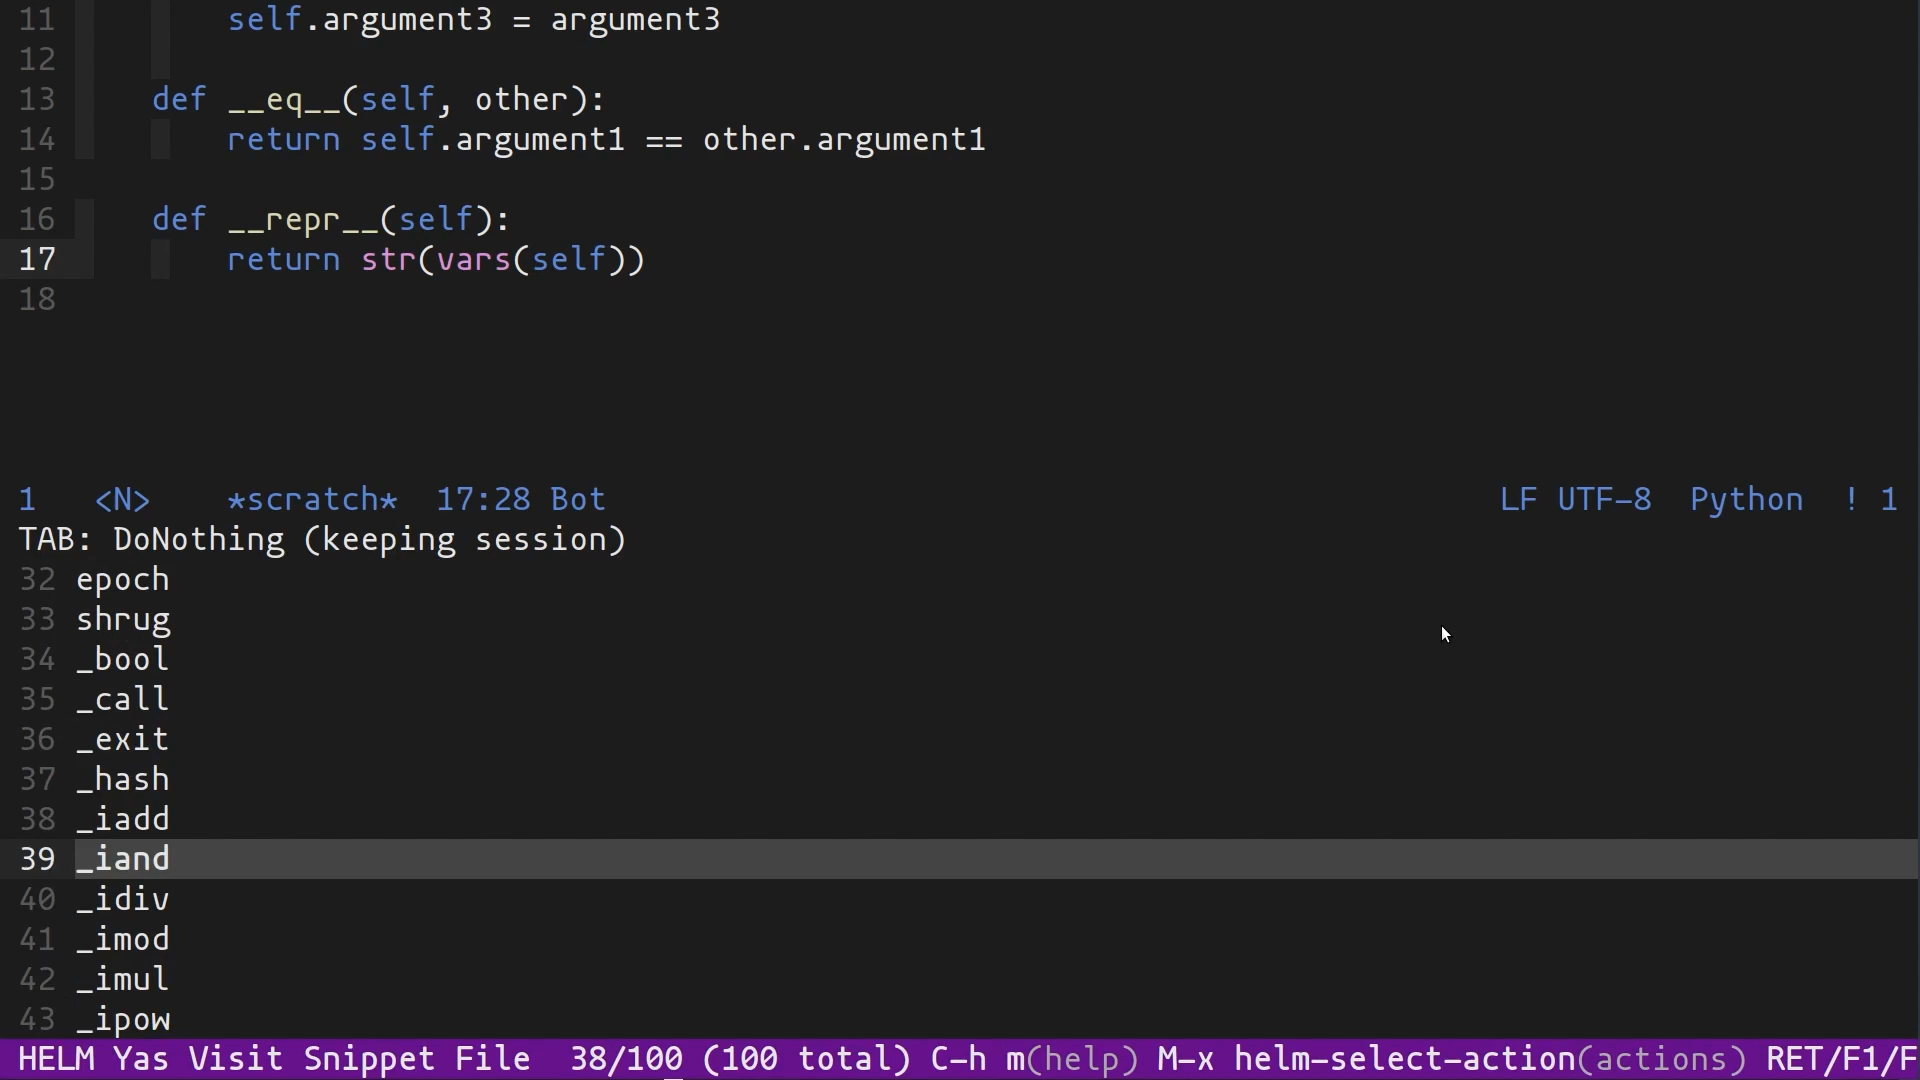 11 self.argument3 = argument3
12
13 def __eq__(self, other):
14 return self.argument1 == other.argument1
15
16 def __repr__(self):
17 return str(vars(self))
18
1 <N> *scratch* 17:28 Bot LF UTF-8 Python ! 1
TAB: DoNothing (keeping session)
32 epoch
33 shrug
34 _bool
35 _call
36 _exit
37 _hash
38 _iadd
39 _iand
40 _idiv
41 _imod
42 _imul
43 _ipow
HELM Yas Visit Snippet File 38/100 (100 total) C-h m(help) M-x helm-select-action(actions) RET/F1/F